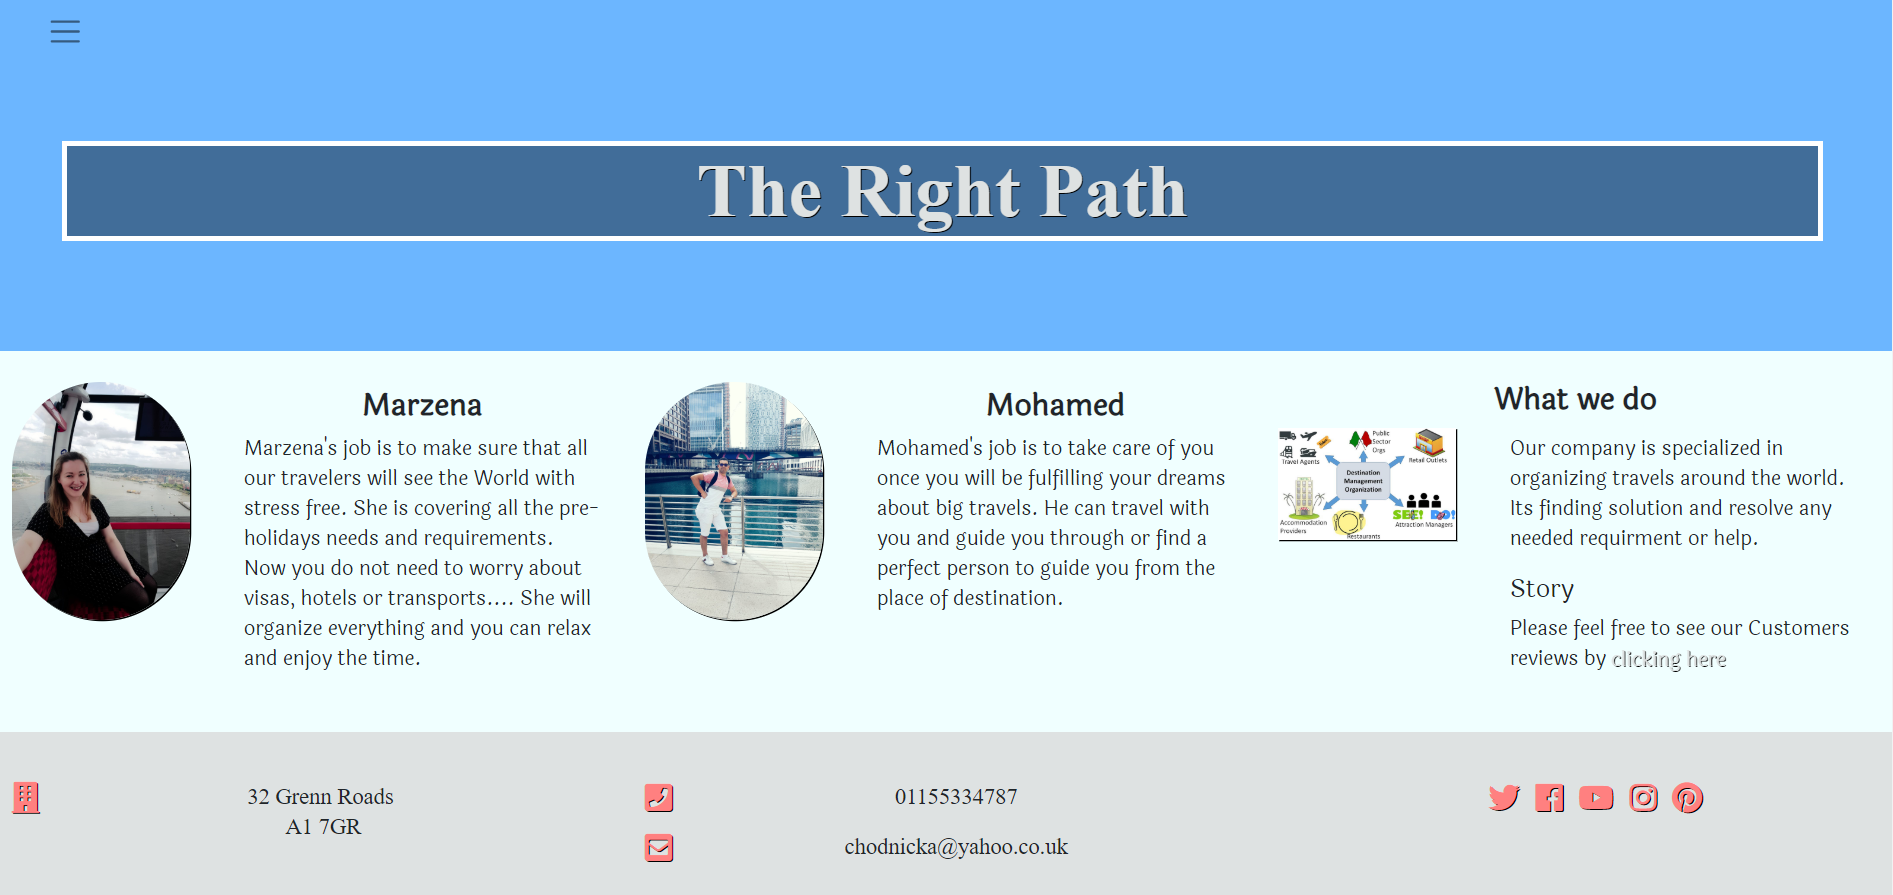 The Right Path
Marzena
Marzena's job is to make sure that all
our travelers will see the World with
stress free. She is covering all the pre-
holidays needs and requirements.
Now you do not need to worry about
visas, hotels or transports.... She will
organize everything and you can relax
and enjoy the time.
Mohamed
Mohamed's job is to take care of you
once you will be fulfilling your dreams
about big travels. He can travel with
you and guide you through or find a
perfect person to guide you from the
place of destination.
Travel Agents
Public
Sector
Orgs
Retail Outlets
Destination
Management
Organization
Accommodation
Providers
Restaurants
SEE! DO!
Attraction Managers
What we do
Our company is specialized in
organizing travels around the world.
Its finding solution and resolve any
needed requirment or help.
Story
Please feel free to see our Customers
reviews by clicking here
32 Grenn Roads
A1 7GR
01155334787
chodnicka@yahoo.co.uk